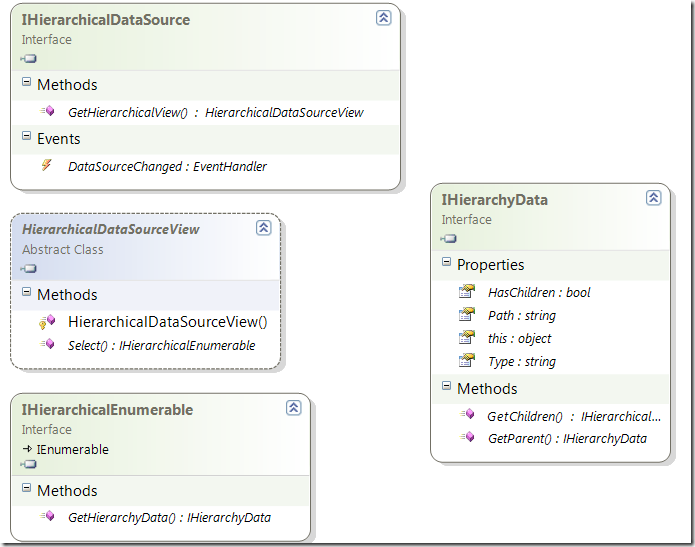 IHierarchicalDataSource
Interface
Methods
GetHierarchicalView() : HierarchicalDataSourceView
Events
DataSourceChanged : EventHandler
HierarchicalDataSourceView
Abstract Class
Methods
HierarchicalDataSourceView()
Select() : IHierarchicalEnumerable
IHierarchicalEnumerable
Interface
IEnumerable
Methods
GetHierarchyData() : IHierarchyData
IHierarchyData
Interface
Properties
HasChildren : bool
Path : string
this : object
Type : string
Methods
GetChildren() : IHierarchical...
GetParent() : IHierarchyData